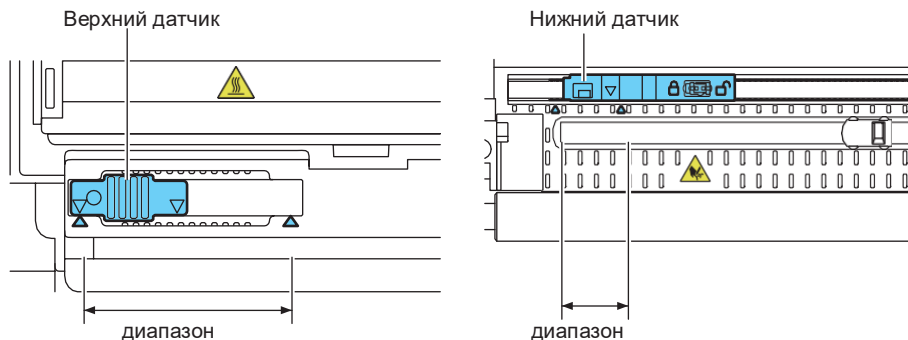 Верхний датчик
Нижний датчик
диапазон
диапазон